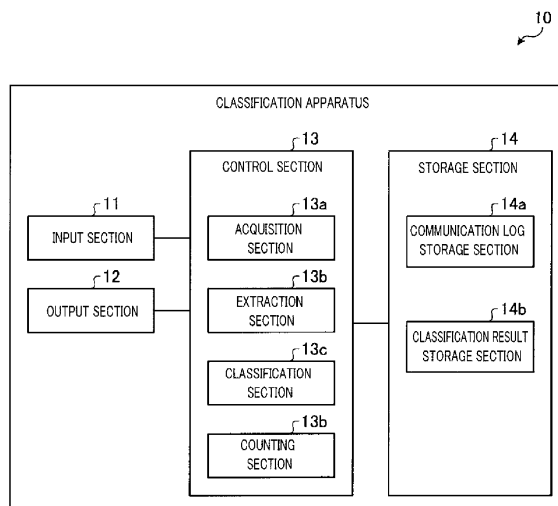 10
CLASSIFICATION APPARATUS
13
CONTROL SECTION
14
STORAGE SECTION
11
INPUT SECTION
12
OUTPUT SECTION
13a
ACQUISITION
SECTION
13b
EXTRACTION
SECTION
13c
CLASSIFICATION
SECTION
13b
COUNTING
SECTION
14a
COMMUNICATION LOG
STORAGE SECTION
14b
CLASSIFICATION RESULT
STORAGE SECTION